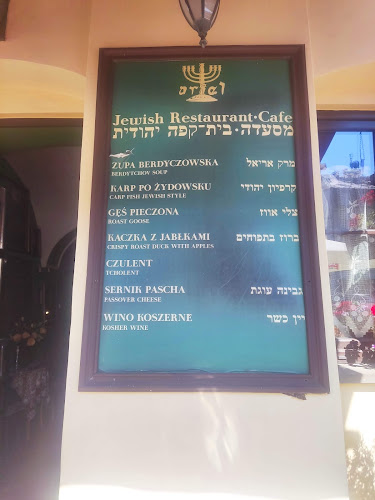 ariel
Jewish Restaurant·Cafe
מסעדה·בית-קפה יהודית
ZUPA BERDYCZOWSKA מרק אריאל
BERDYTCHOV SOUP
KARP PO ŻYDOWSKU קרפיון יהודי
CARP FISH JEWISH STYLE
GĘŚ PIECZONA צלי אווז
ROAST GOOSE
KACZKA Z JABŁKAMI ברוז בתפוחים
CRISPY ROAST DUCK WITH APPLES
CZULENT
TCHOLENT
SERNIK PASCHA גבינה עוגת
PASSOVER CHEESE
WINO KOSZERNE יין כשר
KOSHER WINE